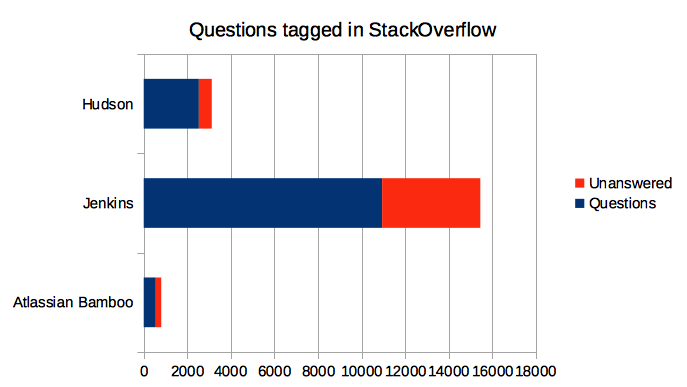 Questions tagged in StackOverflow
Hudson
Jenkins
Atlassian Bamboo
Unanswered
Questions
0 2000 4000 6000 8000 10000 12000 14000 16000 18000